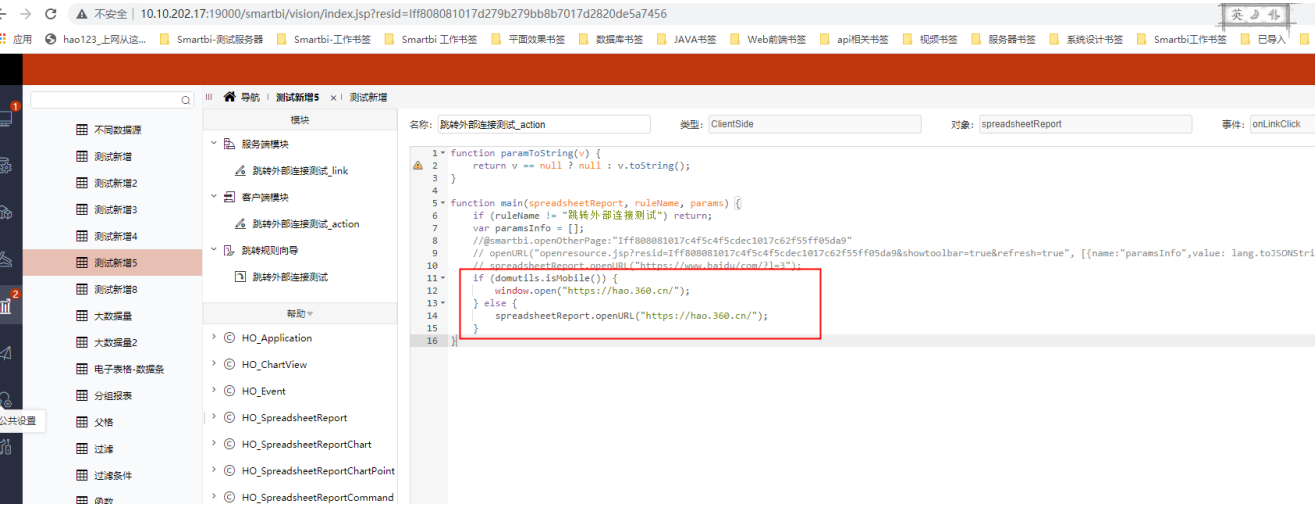 不安全 | 10.10.202.17:19000/smartbi/vision/index.jsp?resid=Iff808081017d279b279bb8b7017d2820de5a7456
英
应用 hao123_上网从这... Smartbi-测试服务器 Smartbi-工作书签 Smartbi 工作书签 平面效果书签 数据库书签 JAVA书签 Web前端书签 api相关书签 视频书签 服务器书签 系统设计书签 Smartbi工作书签 已导入
导航 测试新增5 × 测试新增
1
不同数据源
测试新增
测试新增2
测试新增3
测试新增4
测试新增5
测试新增8
2
大数据量
大数据量2
电子表格-数据条
分组报表
公共设置
父格
过滤
过滤条件
函数
模块
服务端模块
跳转外部连接测试_link
客户端模块
跳转外部连接测试_action
跳转规则向导
跳转外部连接测试
帮助
HO_Application
HO_ChartView
HO_Event
HO_SpreadsheetReport
HO_SpreadsheetReportChart
HO_SpreadsheetReportChartPoint
HO_SpreadsheetReportCommand
名称: 跳转外部连接测试_action 类型: ClientSide 对象: spreadsheetReport 事件: onLinkClick
1 function paramToString(v) {
2 return v == null ? null : v.toString();
3 }
4
5 function main(spreadsheetReport, ruleName, params) {
6 if (ruleName != "跳转外部连接测试") return;
7 var paramsInfo = [];
8 //@smartbi.openOtherPage:"Iff808081017c4f5c4f5cdec1017c62f55ff05da9"
9 // openURL("openresource.jsp?resid=Iff808081017c4f5c4f5cdec1017c62f55ff05da9&showtoolbar=true&refresh=true", [{name:"paramsInfo",value: lang.toJSONStri
10 // spreadsheetReport.openURL("https://www.baidu/com/?l=3");
11 if (domutils.isMobile()) {
12 window.open("https://hao.360.cn/");
13 } else {
14 spreadsheetReport.openURL("https://hao.360.cn/");
15 }
16 }